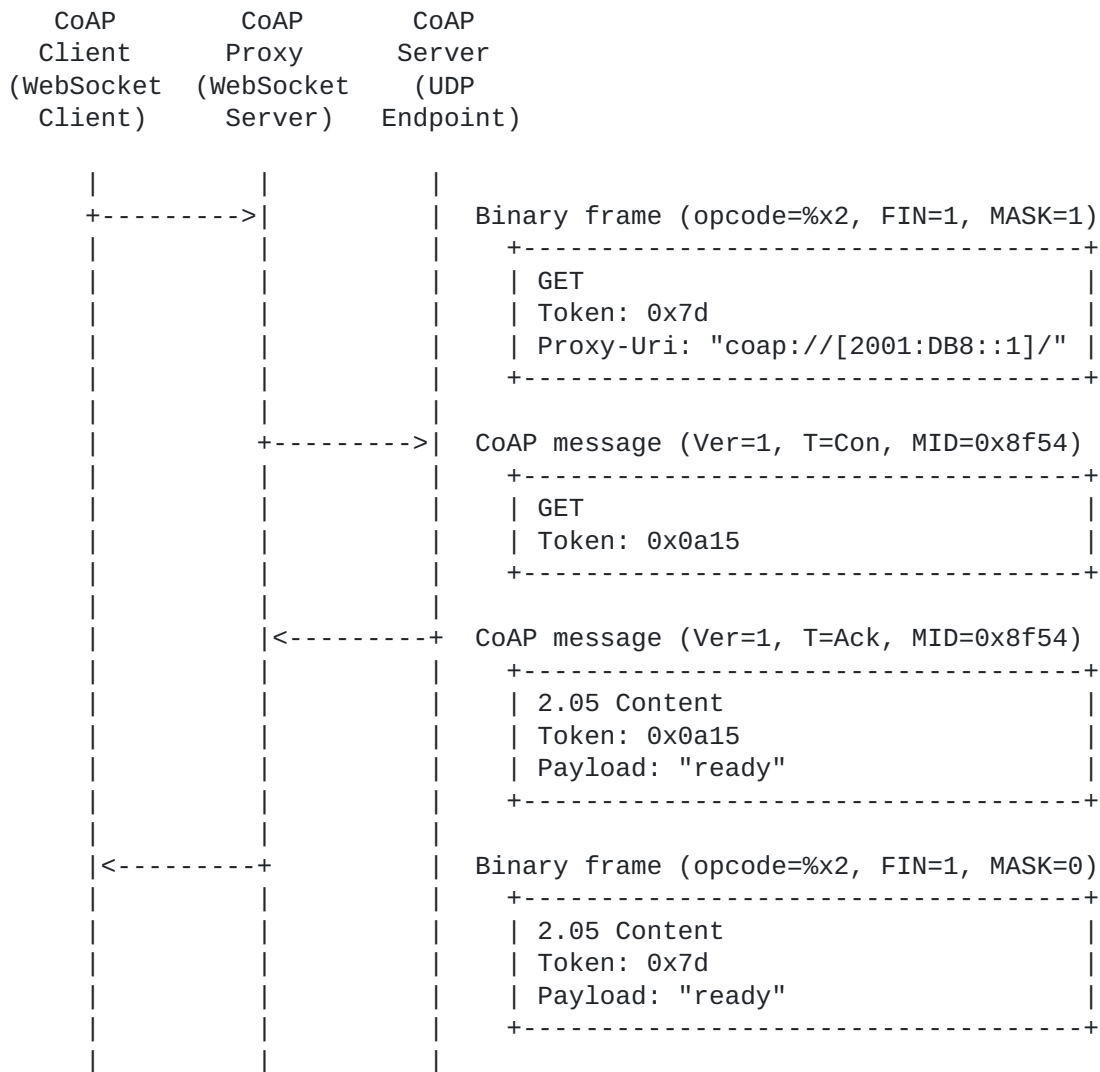 CoAP CoAP CoAP
Client Proxy Server
(WebSocket (WebSocket (UDP
Client) Server) Endpoint)
Binary frame (opcode=%x2, FIN=1, MASK=1)
GET
Token: 0x7d
Proxy-Uri: "coap://[2001:DB8::1]/"
CoAP message (Ver=1, T=Con, MID=0x8f54)
GET
Token: 0x0a15
CoAP message (Ver=1, T=Ack, MID=0x8f54)
2.05 Content
Token: 0x0a15
Payload: "ready"
Binary frame (opcode=%x2, FIN=1, MASK=0)
2.05 Content
Token: 0x7d
Payload: "ready"